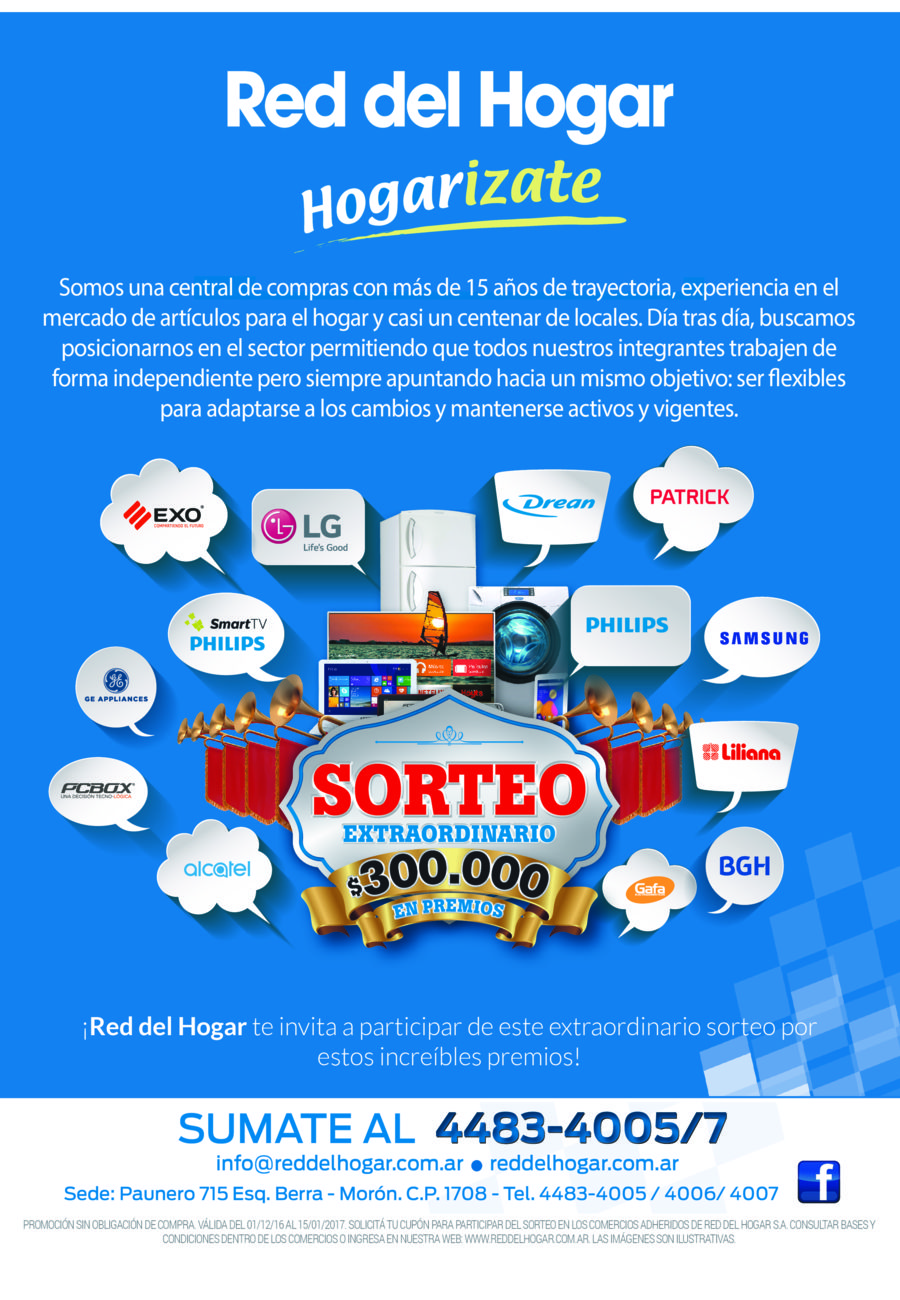 Red del Hogar
Hogarizate
Somos una central de compras con más de 15 años de trayectoria, experiencia en el
mercado de artículos para el hogar y casi un centenar de locales. Día tras día, buscamos
posicionarnos en el sector permitiendo que todos nuestros integrantes trabajen de
forma independiente pero siempre apuntando hacia un mismo objetivo: ser flexibles
para adaptarse a los cambios y mantenerse activos y vigentes.
EXO
COMPARTIENDO EL FUTURO
LG
Life's Good
Drean
PATRICK
SmartTV
PHILIPS
PHILIPS
SAMSUNG
GE
GE APPLIANCES
NETFLIX
Liliana
PCBOX
UNA DECISIÓN TECNO-LÓGICA
SORTEO
EXTRAORDINARIO
$300.000
EN PREMIOS
alcatel
Gafa
BGH
¡Red del Hogar te invita a participar de este extraordinario sorteo por
estos increíbles premios!
SUMATE AL 4483-4005/7
info@reddelhogar.com.ar ● reddelhogar.com.ar
Sede: Paunero 715 Esq. Berra - Morón. C.P. 1708 - Tel. 4483-4005 / 4006/ 4007
f
PROMOCIÓN SIN OBLIGACIÓN DE COMPRA. VÁLIDA DEL 01/12/16 AL 15/01/2017. SOLICITÁ TU CUPÓN PARA PARTICIPAR DEL SORTEO EN LOS COMERCIOS ADHERIDOS DE RED DEL HOGAR S.A. CONSULTAR BASES Y
CONDICIONES DENTRO DE LOS COMERCIOS O INGRESA EN NUESTRA WEB: WWW.REDDELHOGAR.COM.AR. LAS IMÁGENES SON ILUSTRATIVAS.